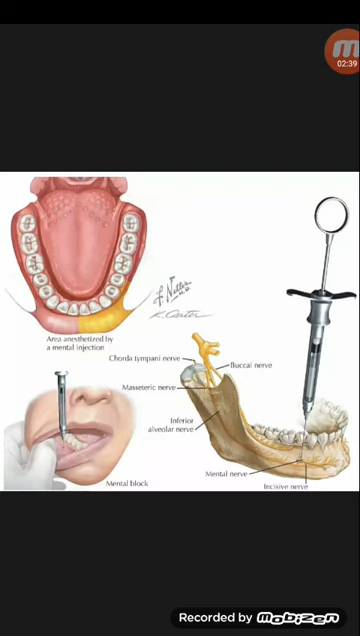 02:39
F. Netter M.D.
K. Carter
Area anesthetized by
a mental injection
Chorda tympani nerve
Buccal nerve
Masseteric nerve
Inferior
alveolar nerve
Mental nerve
Mental block
Incisive nerve
Recorded by Mobizen